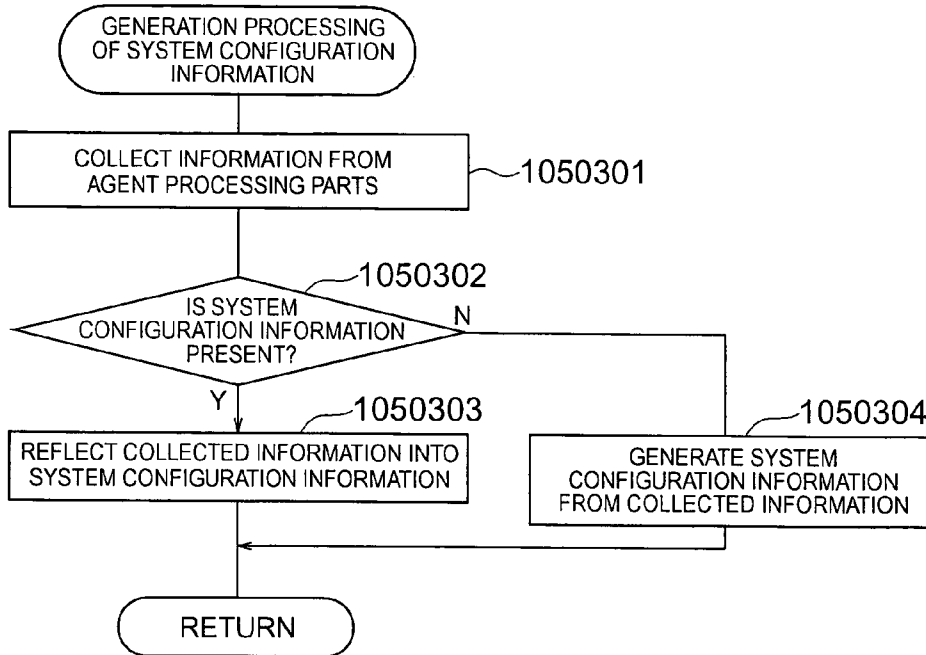 GENERATION PROCESSING
OF SYSTEM CONFIGURATION
INFORMATION
COLLECT INFORMATION FROM
AGENT PROCESSING PARTS
1050301
1050302
IS SYSTEM
CONFIGURATION INFORMATION
PRESENT?
N
Y
1050303
REFLECT COLLECTED INFORMATION INTO
SYSTEM CONFIGURATION INFORMATION
1050304
GENERATE SYSTEM
CONFIGURATION INFORMATION
FROM COLLECTED INFORMATION
RETURN